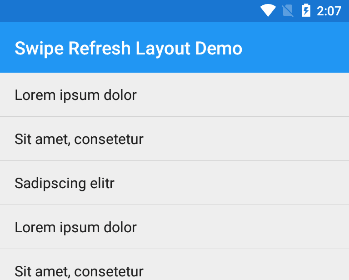 2:07
Swipe Refresh Layout Demo
Lorem ipsum dolor
Sit amet, consetetur
Sadipscing elitr
Lorem ipsum dolor
Sit amet, consetetur